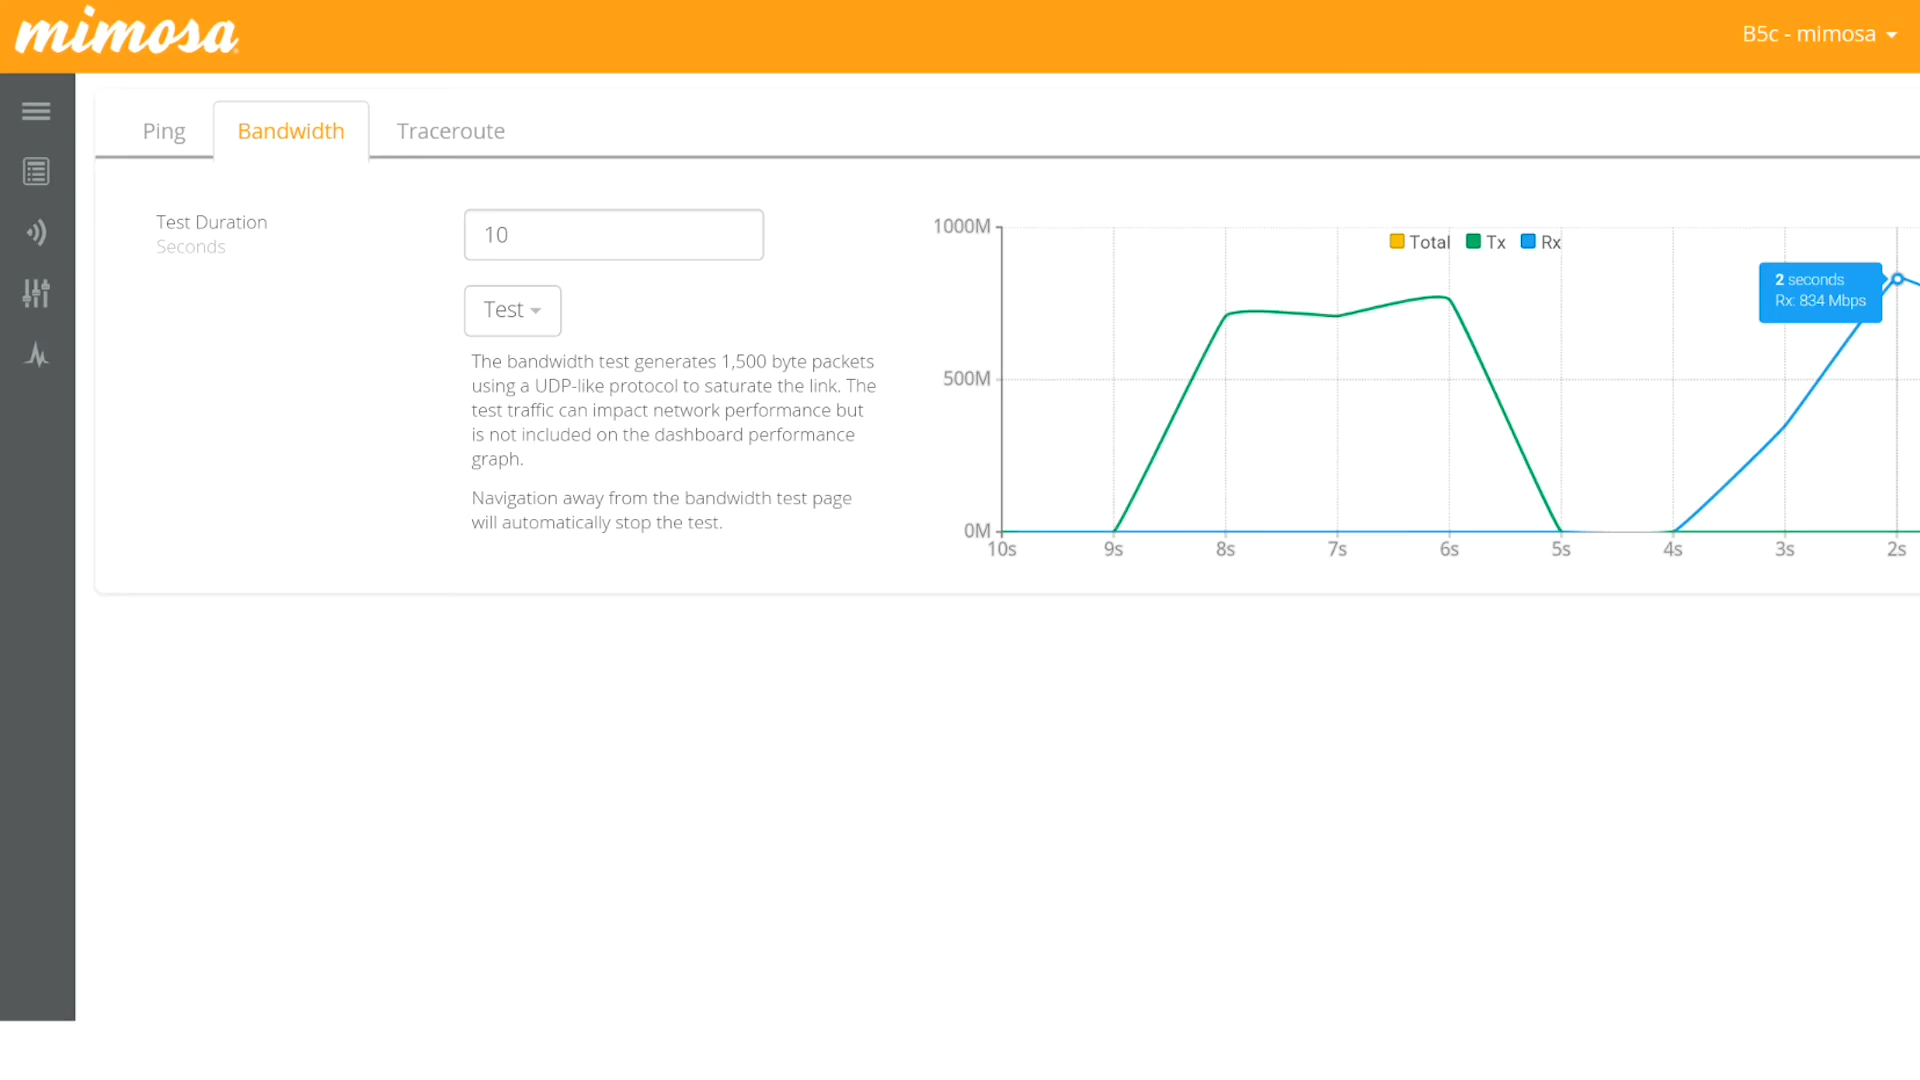 mimosa
B5c - mimosa
Ping
Bandwidth
Traceroute
Test Duration
Seconds
10
Test
The bandwidth test generates 1,500 byte packets
using a UDP-like protocol to saturate the link. The
test traffic can impact network performance but
is not included on the dashboard performance
graph.
Navigation away from the bandwidth test page
will automatically stop the test.
1000M
500M
0M
Total Tx Rx
2 seconds
Rx: 834 Mbps
10s 9s 8s 7s 6s 5s 4s 3s 2s